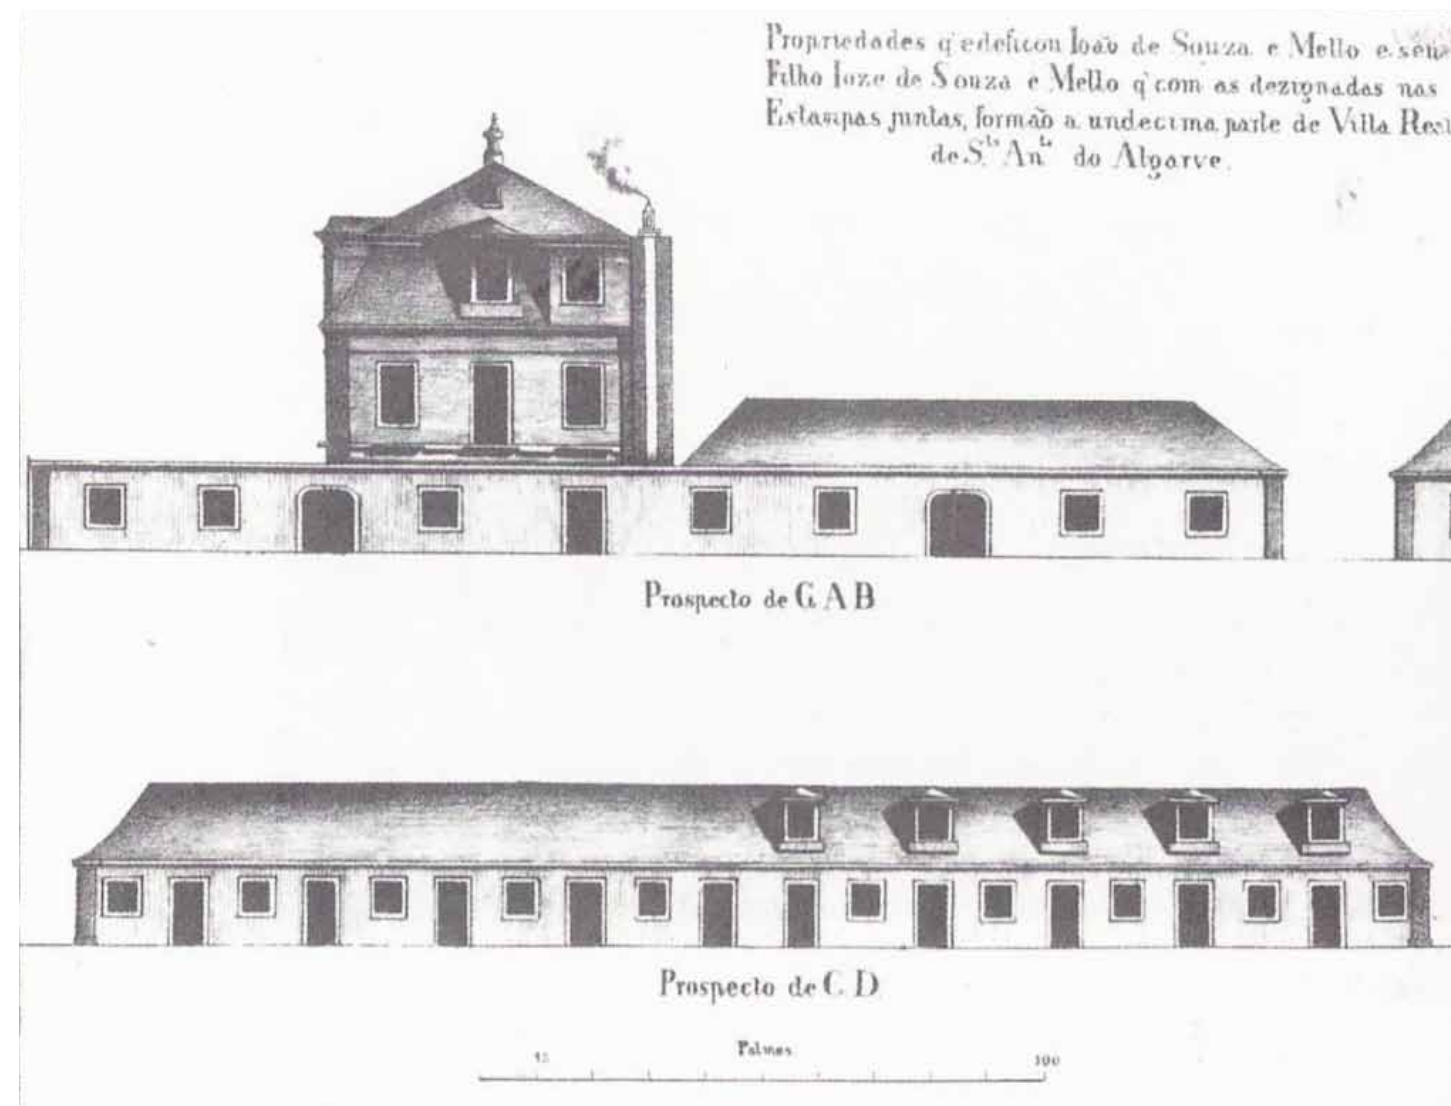 Propriedades q̃ edeficou Ioaõ de Souza e Mello e seu
Filho Ioze de Souza e Mello q̃ com as dezignadas nas
Estampas juntas, formaõ a undecima parte de Villa Real
de S.ᵗᵒ An.ᵗᵒ do Algarve.
Prospecto de G A B
Prospecto de C D
Palmos
100